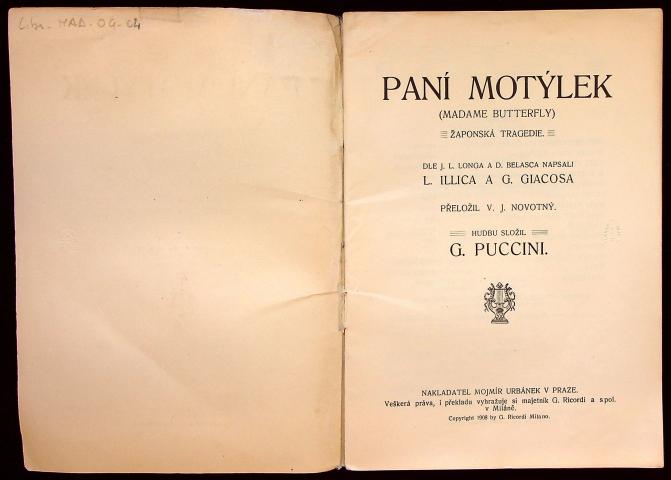 Libr. MAD. 09-04
PANÍ MOTÝLEK
(MADAME BUTTERFLY)
ŽAPONSKÁ TRAGEDIE.
DLE J. L. LONGA A D. BELASCA NAPSALI
L. ILLICA A G. GIACOSA
PŘELOŽIL V. J. NOVOTNÝ.
HUDBU SLOŽIL
G. PUCCINI.
NAKLADATEL MOJMÍR URBÁNEK V PRAZE.
Veškerá práva, i překladu vyhražuje si majetník G. Ricordi a spol.
v Miláně.
Copyright 1908 by G. Ricordi Milano.